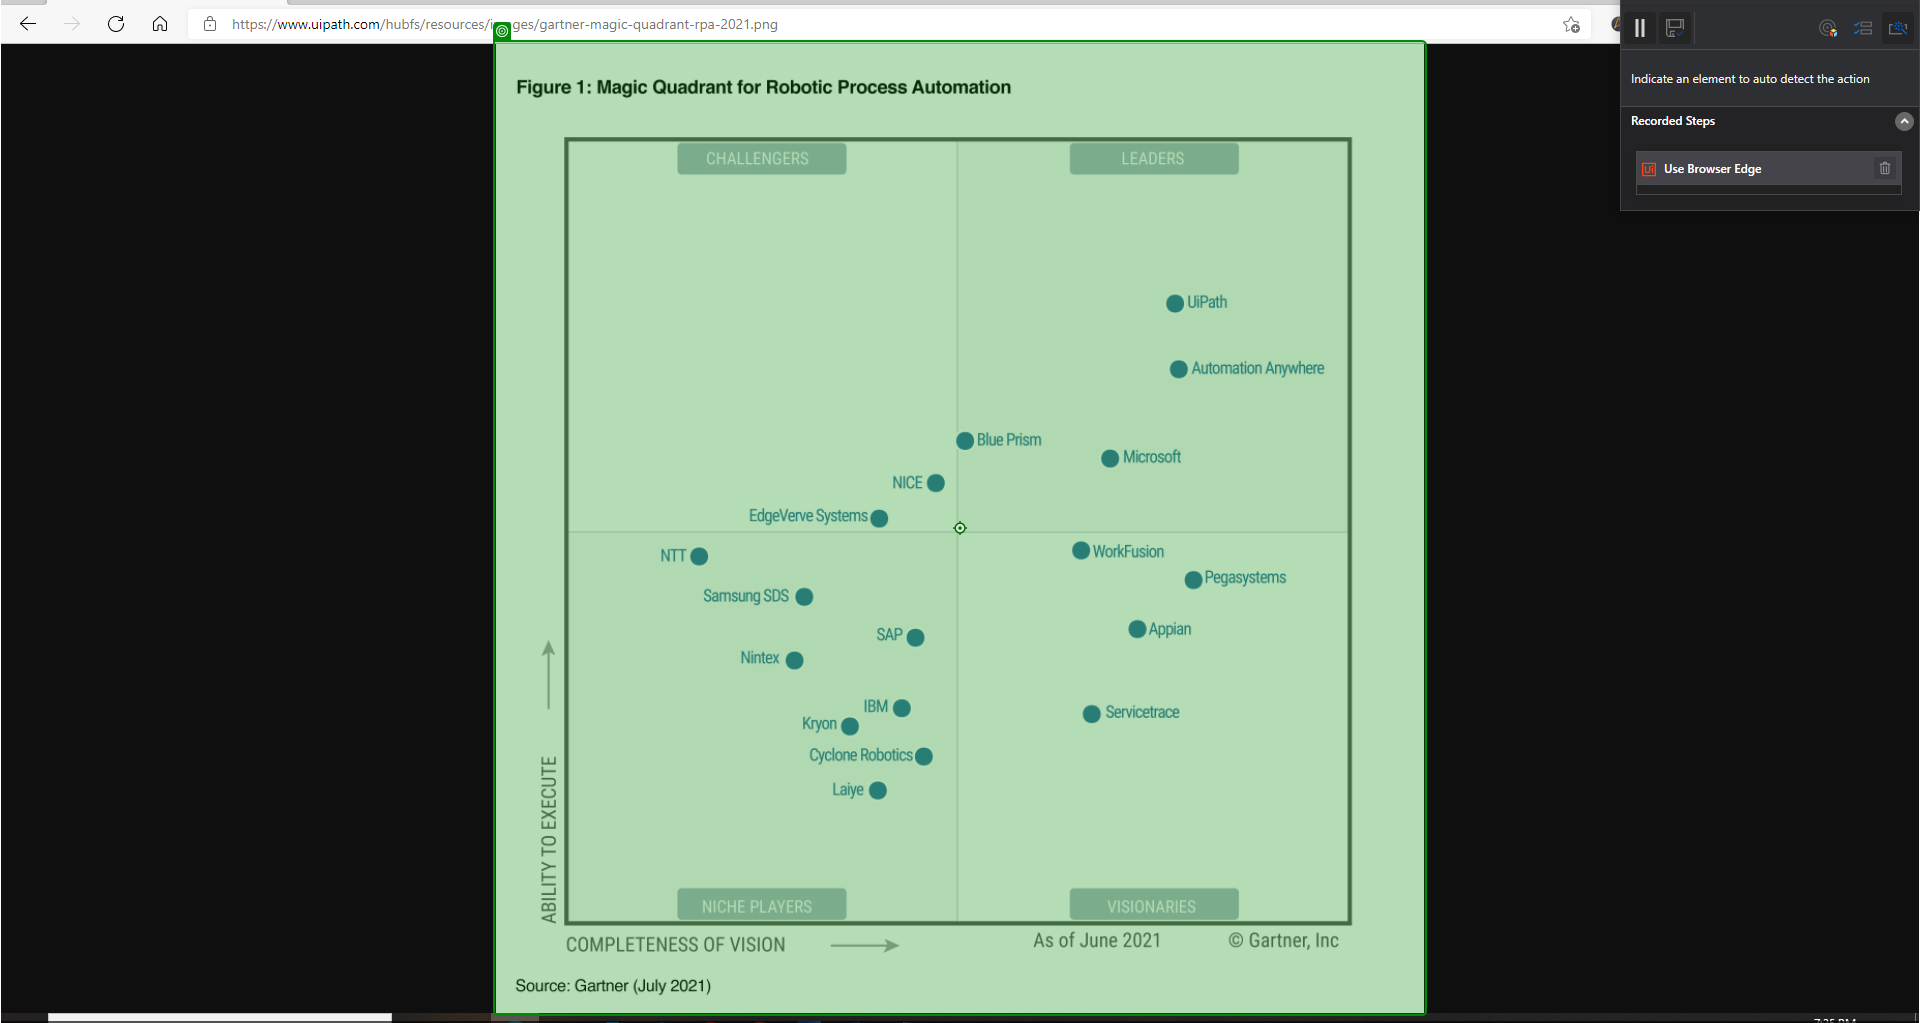 https://www.uipath.com/hubfs/resources/i ges/gartner-magic-quadrant-rpa-2021.png
Indicate an element to auto detect the action
Recorded Steps
Ui Use Browser Edge
Figure 1: Magic Quadrant for Robotic Process Automation
CHALLENGERS
LEADERS
UiPath
Automation Anywhere
Blue Prism
Microsoft
NICE
EdgeVerve Systems
NTT
WorkFusion
Pegasystems
Samsung SDS
SAP
Appian
Nintex
IBM
Servicetrace
Kryon
Cyclone Robotics
Laiye
ABILITY TO EXECUTE
NICHE PLAYERS
VISIONARIES
COMPLETENESS OF VISION
As of June 2021
© Gartner, Inc
Source: Gartner (July 2021)